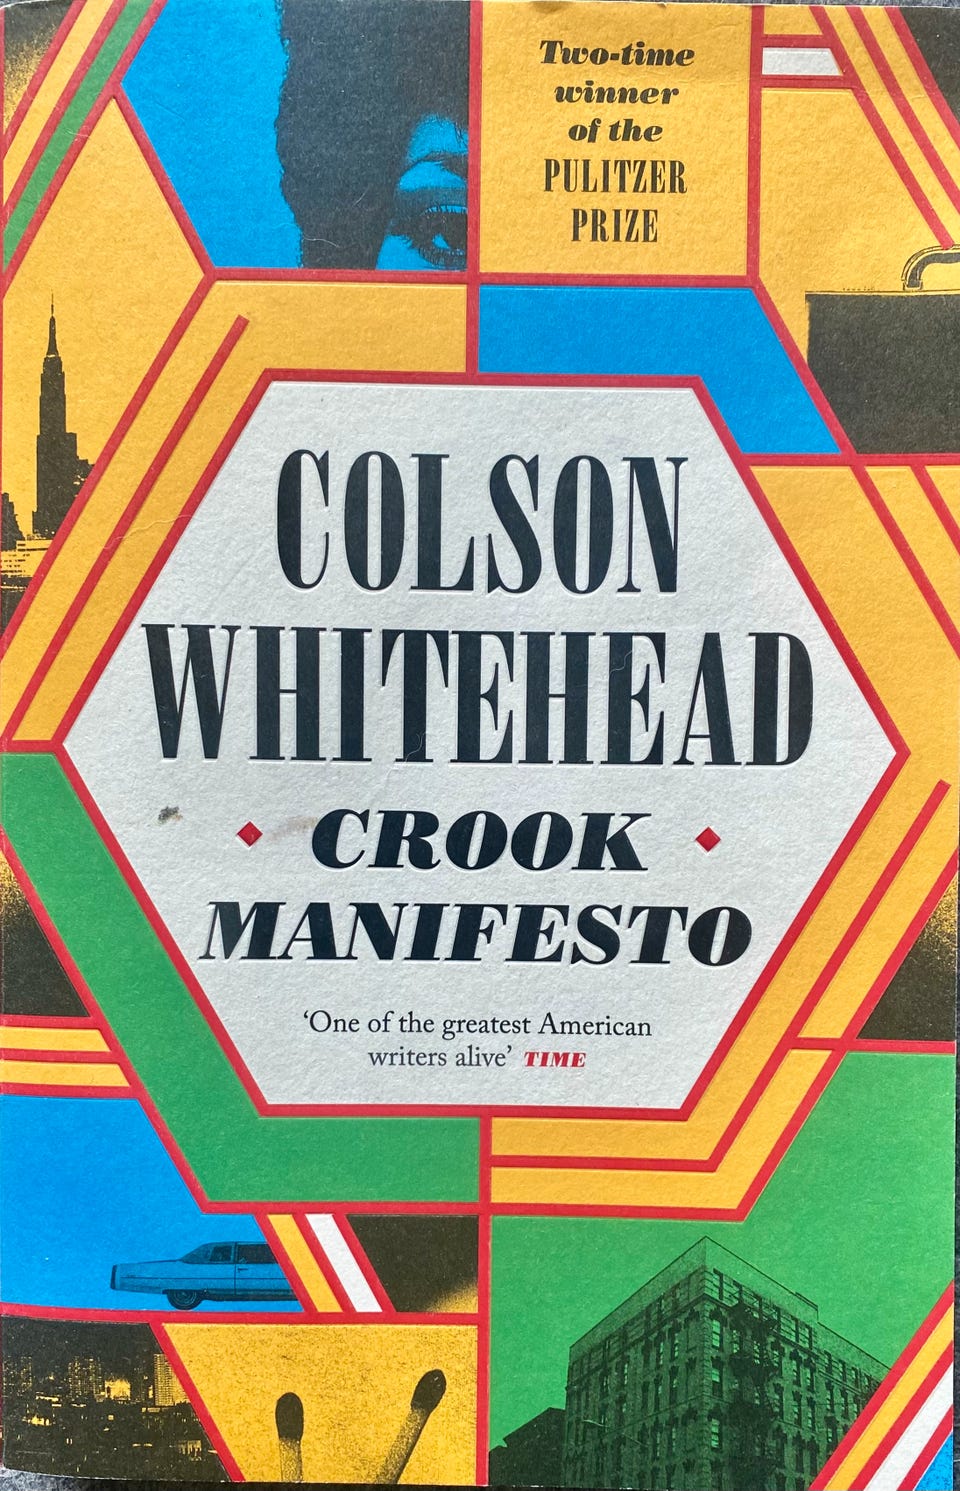 Two-time
winner
of the
PULITZER
PRIZE
COLSON
WHITEHEAD
CROOK
MANIFESTO
‘One of the greatest American
writers alive’ TIME